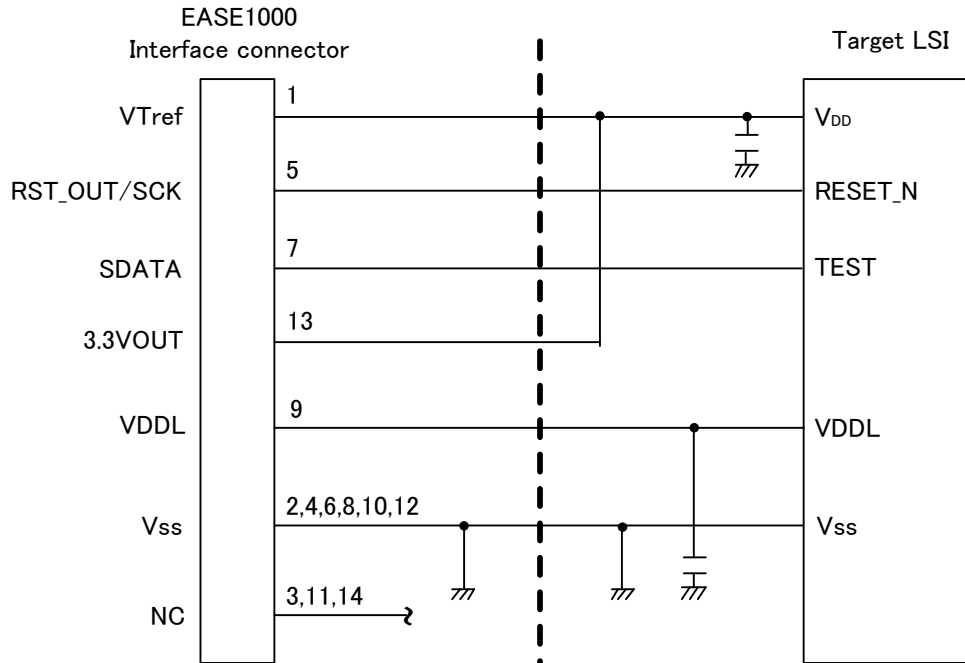 EASE1000
Interface connector
Target LSI
VTref
1
VDD
RST_OUT/SCK
5
RESET_N
SDATA
7
TEST
3.3VOUT
13
VDDL
9
VDDL
Vss
2,4,6,8,10,12
Vss
NC
3,11,14